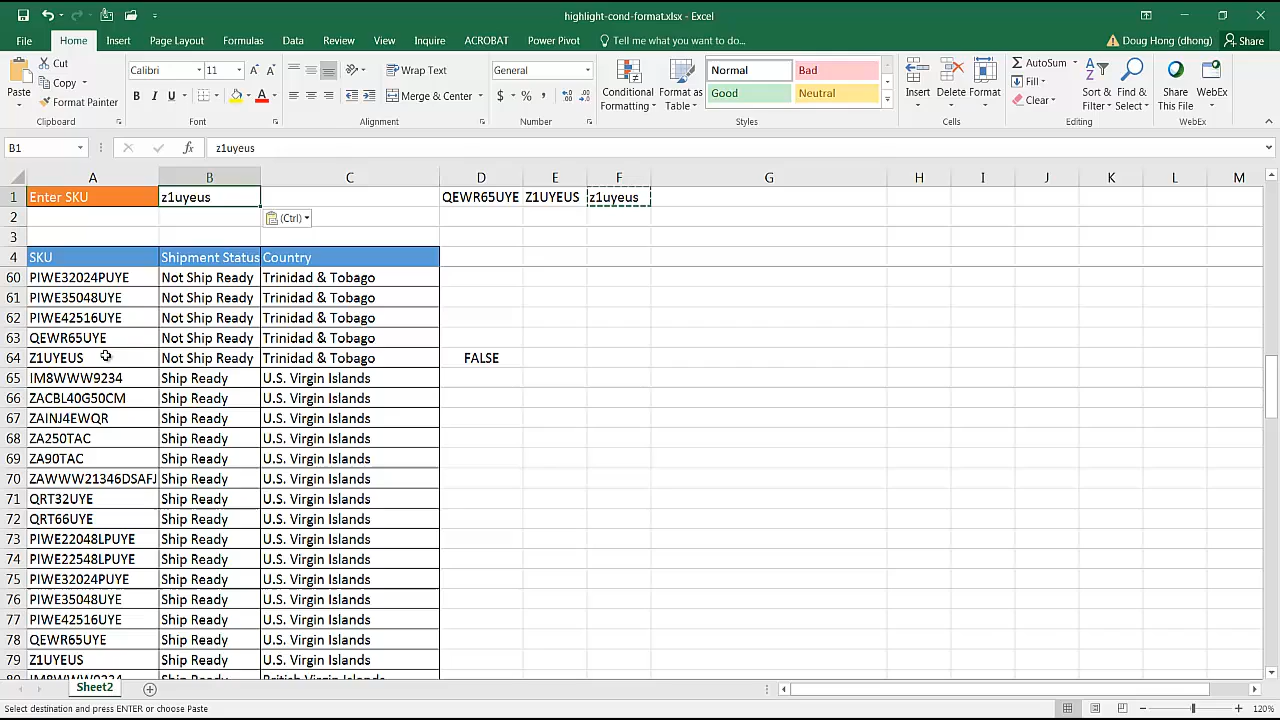 highlight-cond-format.xlsx - Excel
File Home Insert Page Layout Formulas Data Review View Inquire ACROBAT Power Pivot Tell me what you want to do... Doug Hong (dhong) Share
Paste
Cut
Copy
Format Painter
Clipboard
Calibri 11
B I U
Font
Wrap Text
Merge & Center
Alignment
General
$ % ,
Number
Conditional Formatting
Format as Table
Normal Bad
Good Neutral
Styles
Insert Delete Format
Cells
AutoSum
Fill
Clear
Sort & Filter
Find & Select
Editing
Share This File
WebEx
WebEx
B1 fx z1uyeus
A B C D E F G H I J K L M
1 Enter SKU z1uyeus QEWR65UYE Z1UYEUS z1uyeus
2 (Ctrl)
3
4 SKU Shipment Status Country
60 PIWE32024PUYE Not Ship Ready Trinidad & Tobago
61 PIWE35048UYE Not Ship Ready Trinidad & Tobago
62 PIWE42516UYE Not Ship Ready Trinidad & Tobago
63 QEWR65UYE Not Ship Ready Trinidad & Tobago
64 Z1UYEUS Not Ship Ready Trinidad & Tobago FALSE
65 IM8WWW9234 Ship Ready U.S. Virgin Islands
66 ZACBL40G50CM Ship Ready U.S. Virgin Islands
67 ZAINJ4EWQR Ship Ready U.S. Virgin Islands
68 ZA250TAC Ship Ready U.S. Virgin Islands
69 ZA90TAC Ship Ready U.S. Virgin Islands
70 ZAWWW21346DSAFJ Ship Ready U.S. Virgin Islands
71 QRT32UYE Ship Ready U.S. Virgin Islands
72 QRT66UYE Ship Ready U.S. Virgin Islands
73 PIWE22048LPUYE Ship Ready U.S. Virgin Islands
74 PIWE22548LPUYE Ship Ready U.S. Virgin Islands
75 PIWE32024PUYE Ship Ready U.S. Virgin Islands
76 PIWE35048UYE Ship Ready U.S. Virgin Islands
77 PIWE42516UYE Ship Ready U.S. Virgin Islands
78 QEWR65UYE Ship Ready U.S. Virgin Islands
79 Z1UYEUS Ship Ready U.S. Virgin Islands
80 IM8WWW9234 Ship Ready British Virgin Islands
Sheet2
Select destination and press ENTER or choose Paste 120%